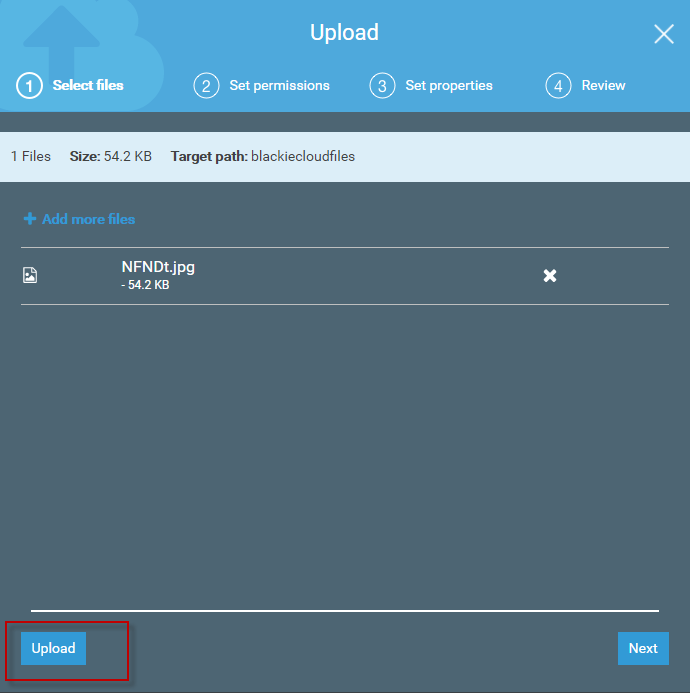 Upload
1 Select files 2 Set permissions 3 Set properties 4 Review
1 Files Size: 54.2 KB Target path: blackiecloudfiles
Add more files
NFNDt.jpg
- 54.2 KB
Upload Next